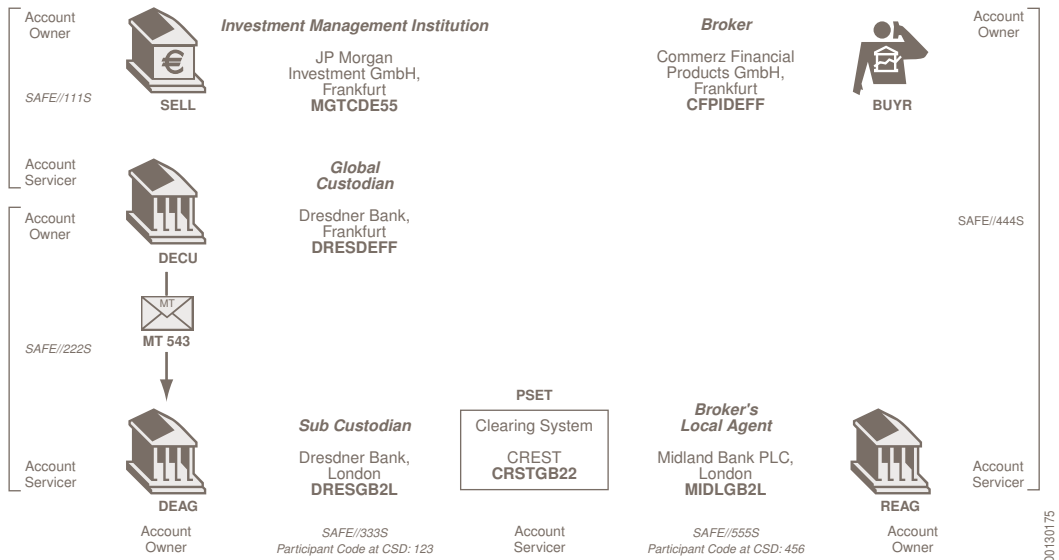 Account
Owner
Investment Management Institution
Broker
Account
Owner
JP Morgan
Investment GmbH,
Frankfurt
MGTCDE55
Commerz Financial
Products GmbH,
Frankfurt
CFPIDEFF
€
SAFE//111S
SELL
BUYR
Account
Servicer
Global
Custodian
Account
Owner
Dresdner Bank,
Frankfurt
DRESDEFF
SAFE//444S
DECU
MT
MT 543
SAFE//222S
PSET
Sub Custodian
Clearing System
Broker's
Local Agent
Dresdner Bank,
London
DRESGB2L
CREST
CRSTGB22
Midland Bank PLC,
London
MIDLGB2L
Account
Servicer
Account
Servicer
DEAG
REAG
Account
Owner
SAFE//333S
Participant Code at CSD: 123
Account
Servicer
SAFE//555S
Participant Code at CSD: 456
Account
Owner